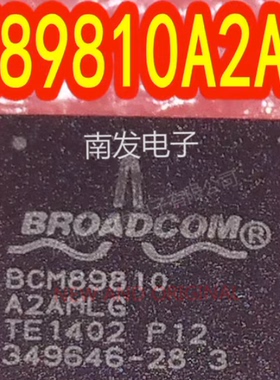 89810A2A
南发电子
BROADCOM®
BCM89810
A2AMLG
TE1402 P12
349646-28 3